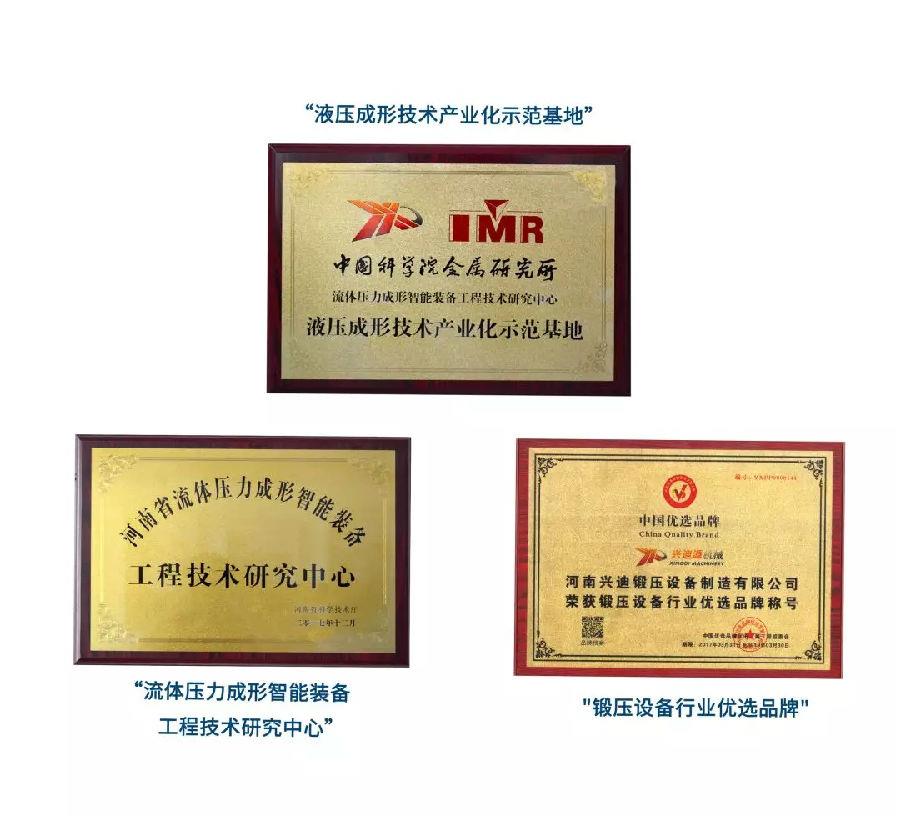 “液压成形技术产业化示范基地”
IMR
中国科学院金属研究所
流体压力成形智能装备工程技术研究中心
液压成形技术产业化示范基地
河南省流体压力成形智能装备
工程技术研究中心
河南省科学技术厅
二〇一七年十二月
“流体压力成形智能装备
工程技术研究中心”
中国优选品牌
China Quality Brand
兴迪源机械
XINGDI MACHINERY
河南兴迪锻压设备制造有限公司
荣获锻压设备行业优选品牌称号
"锻压设备行业优选品牌"